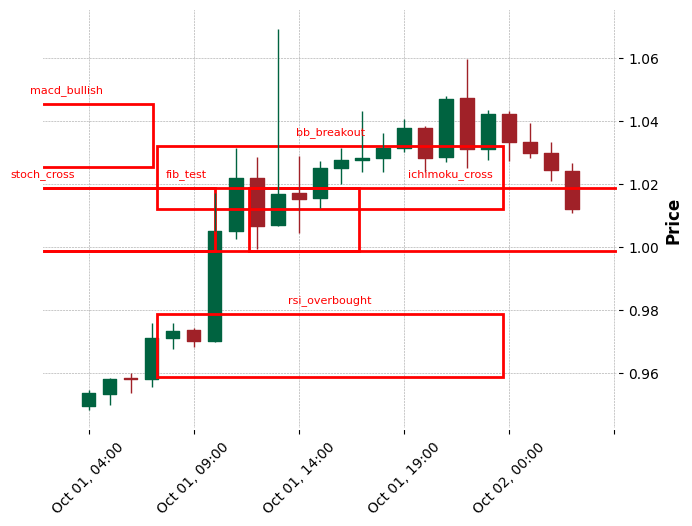 macd_bullish
bb_breakout
stoch_cross
fib_test
ichimoku_cross
rsi_overbought
1.06
1.04
1.02
1.00
0.98
0.96
Price
Oct 01, 04:00
Oct 01, 09:00
Oct 01, 14:00
Oct 01, 19:00
Oct 02, 00:00